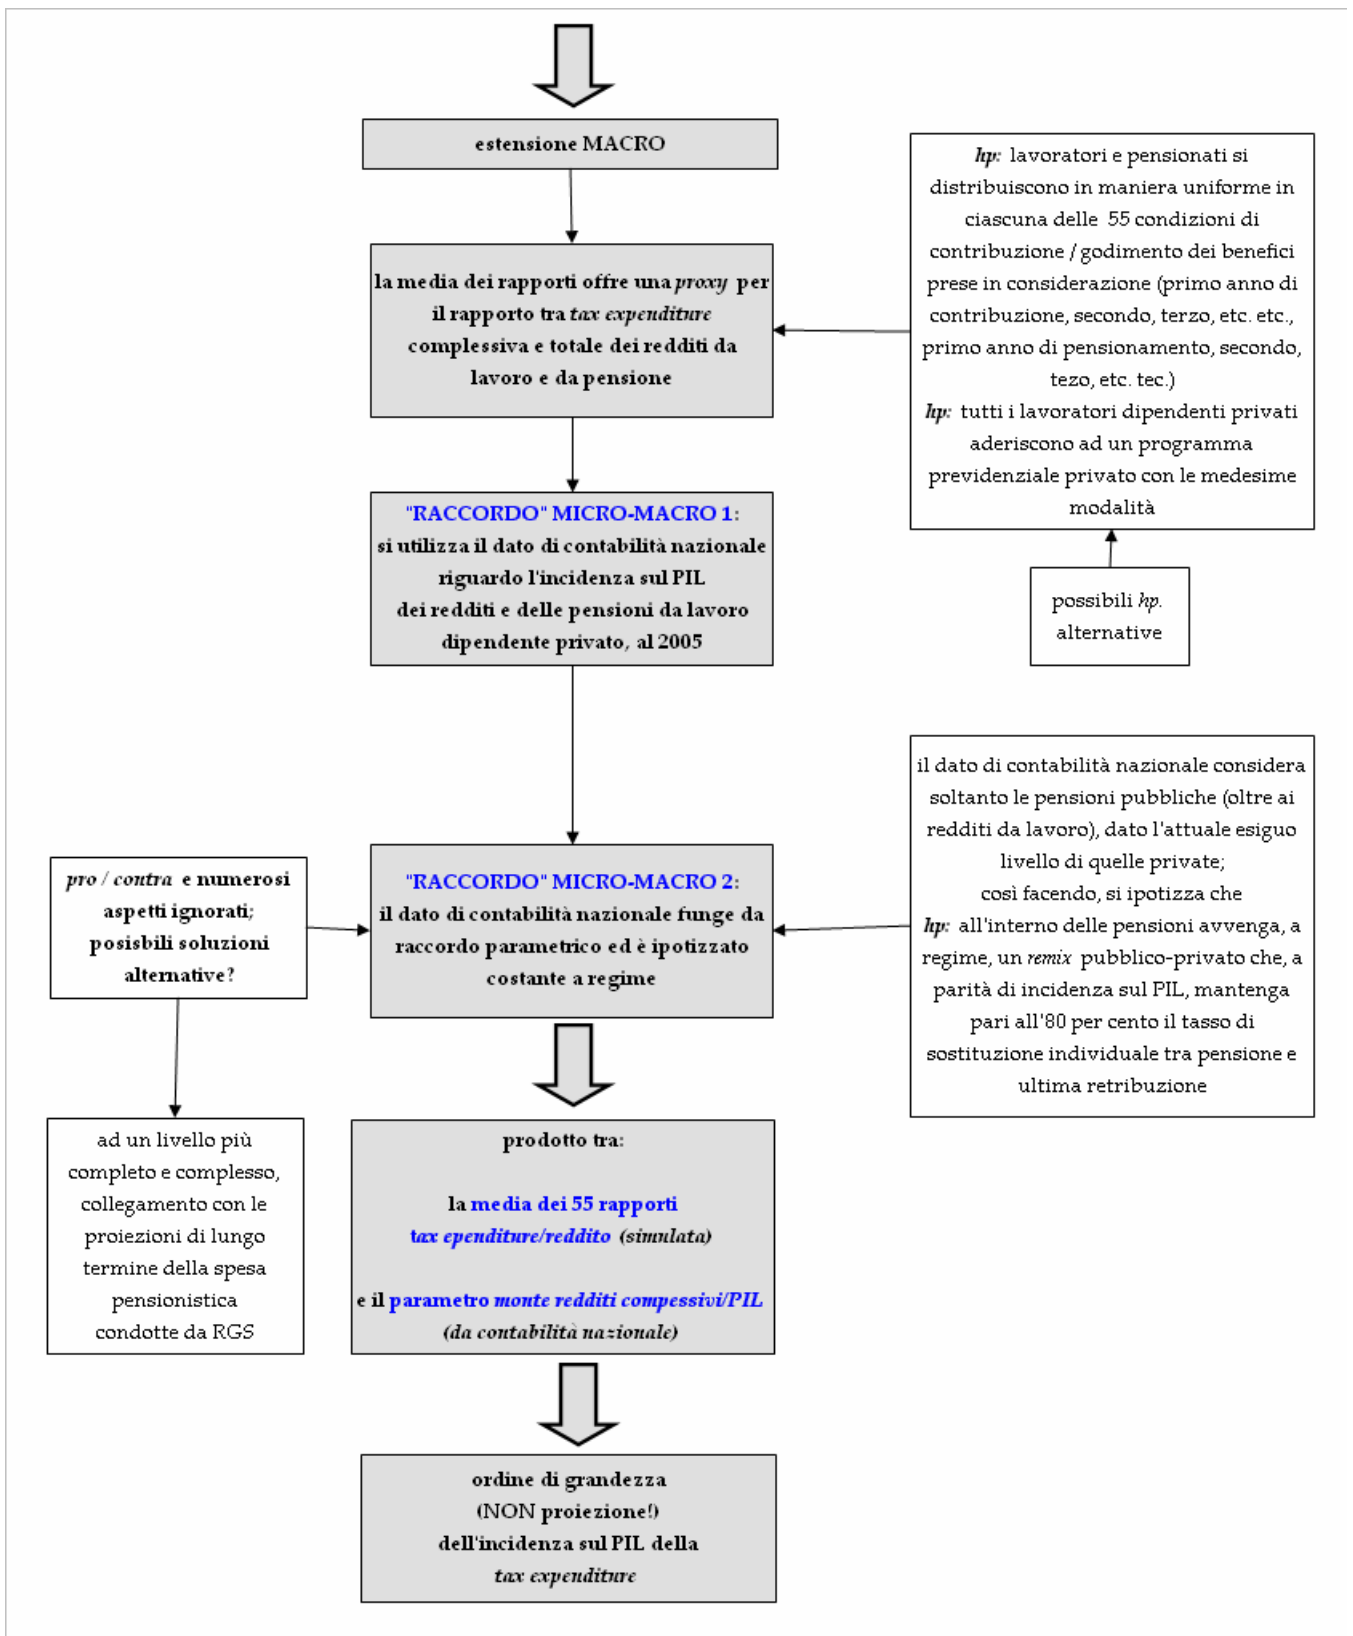 estensione MACRO
hp: lavoratori e pensionati si
distribuiscono in maniera uniforme in
ciascuna delle 55 condizioni di
contribuzione / godimento dei benefici
prese in considerazione (primo anno di
contribuzione, secondo, terzo, etc. etc.,
primo anno di pensionamento, secondo,
tezo, etc. tec.)
hp: tutti i lavoratori dipendenti privati
aderiscono ad un programma
previdenziale privato con le medesime
modalità
la media dei rapporti offre una proxy per
il rapporto tra tax expenditure
complessiva e totale dei redditi da
lavoro e da pensione
"RACCORDO" MICRO-MACRO 1:
si utilizza il dato di contabilità nazionale
riguardo l'incidenza sul PIL
dei redditi e delle pensioni da lavoro
dipendente privato, al 2005
possibili hp.
alternative
il dato di contabilità nazionale considera
soltanto le pensioni pubbliche (oltre ai
redditi da lavoro), dato l'attuale esiguo
livello di quelle private;
così facendo, si ipotizza che
hp: all'interno delle pensioni avvenga, a
regime, un remix pubblico-privato che, a
parità di incidenza sul PIL, mantenga
pari all'80 per cento il tasso di
sostituzione individuale tra pensione e
ultima retribuzione
pro / contra e numerosi
aspetti ignorati;
posisbili soluzioni
alternative?
"RACCORDO" MICRO-MACRO 2:
il dato di contabilità nazionale funge da
raccordo parametrico ed è ipotizzato
costante a regime
ad un livello più
completo e complesso,
collegamento con le
proiezioni di lungo
termine della spesa
pensionistica
condotte da RGS
prodotto tra:
la media dei 55 rapporti
tax ependiture/reddito (simulata)
e il parametro monte redditi compessivi/PIL
(da contabilità nazionale)
ordine di grandezza
(NON proiezione!)
dell'incidenza sul PIL della
tax expenditure